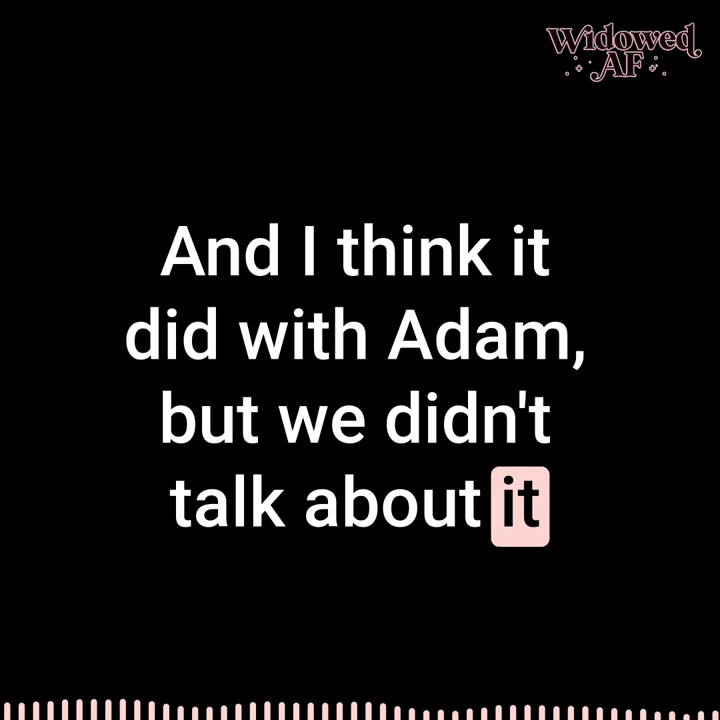 Widowed
AF
And I think it
did with Adam,
but we didn't
talk about it